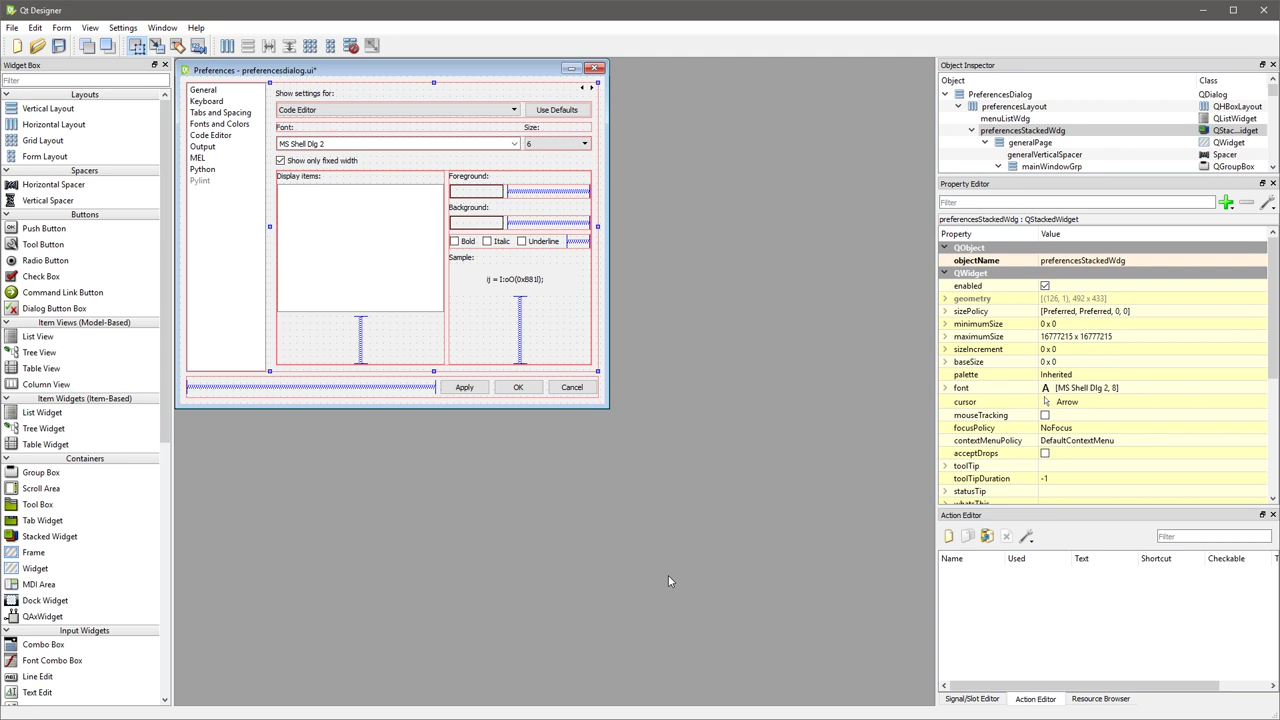 Qt Designer
File Edit Form View Settings Window Help
Widget Box
Filter
Layouts
Vertical Layout
Horizontal Layout
Grid Layout
Form Layout
Spacers
Horizontal Spacer
Vertical Spacer
Buttons
Push Button
Tool Button
Radio Button
Check Box
Command Link Button
Dialog Button Box
Item Views (Model-Based)
List View
Tree View
Table View
Column View
Item Widgets (Item-Based)
List Widget
Tree Widget
Table Widget
Containers
Group Box
Scroll Area
Tool Box
Tab Widget
Stacked Widget
Frame
Widget
MDI Area
Dock Widget
QAxWidget
Input Widgets
Combo Box
Font Combo Box
Line Edit
Text Edit
Preferences - preferencesdialog.ui*
General
Keyboard
Tabs and Spacing
Fonts and Colors
Code Editor
Output
MEL
Python
Pylint
Show settings for:
Code Editor
Use Defaults
Font: Size:
MS Shell Dlg 2 6
Show only fixed width
Display items:
Foreground:
Background:
Bold Italic Underline
Sample:
ij = I::oO(0xB81l);
Apply OK Cancel
Object Inspector
Object Class
PreferencesDialog QDialog
preferencesLayout QHBoxLayout
menuListWdg QListWidget
preferencesStackedWdg QStac...idget
generalPage QWidget
generalVerticalSpacer Spacer
mainWindowGrp QGroupBox
Property Editor
Filter
preferencesStackedWdg : QStackedWidget
Property Value
QObject
objectName preferencesStackedWdg
QWidget
enabled
geometry [(126, 1), 492 x 433]
sizePolicy [Preferred, Preferred, 0, 0]
minimumSize 0 x 0
maximumSize 16777215 x 16777215
sizeIncrement 0 x 0
baseSize 0 x 0
palette Inherited
font A [MS Shell Dlg 2, 8]
cursor Arrow
mouseTracking
focusPolicy NoFocus
contextMenuPolicy DefaultContextMenu
acceptDrops
toolTip
toolTipDuration -1
statusTip
Action Editor
Filter
Name Used Text Shortcut Checkable T
Signal/Slot Editor Action Editor Resource Browser